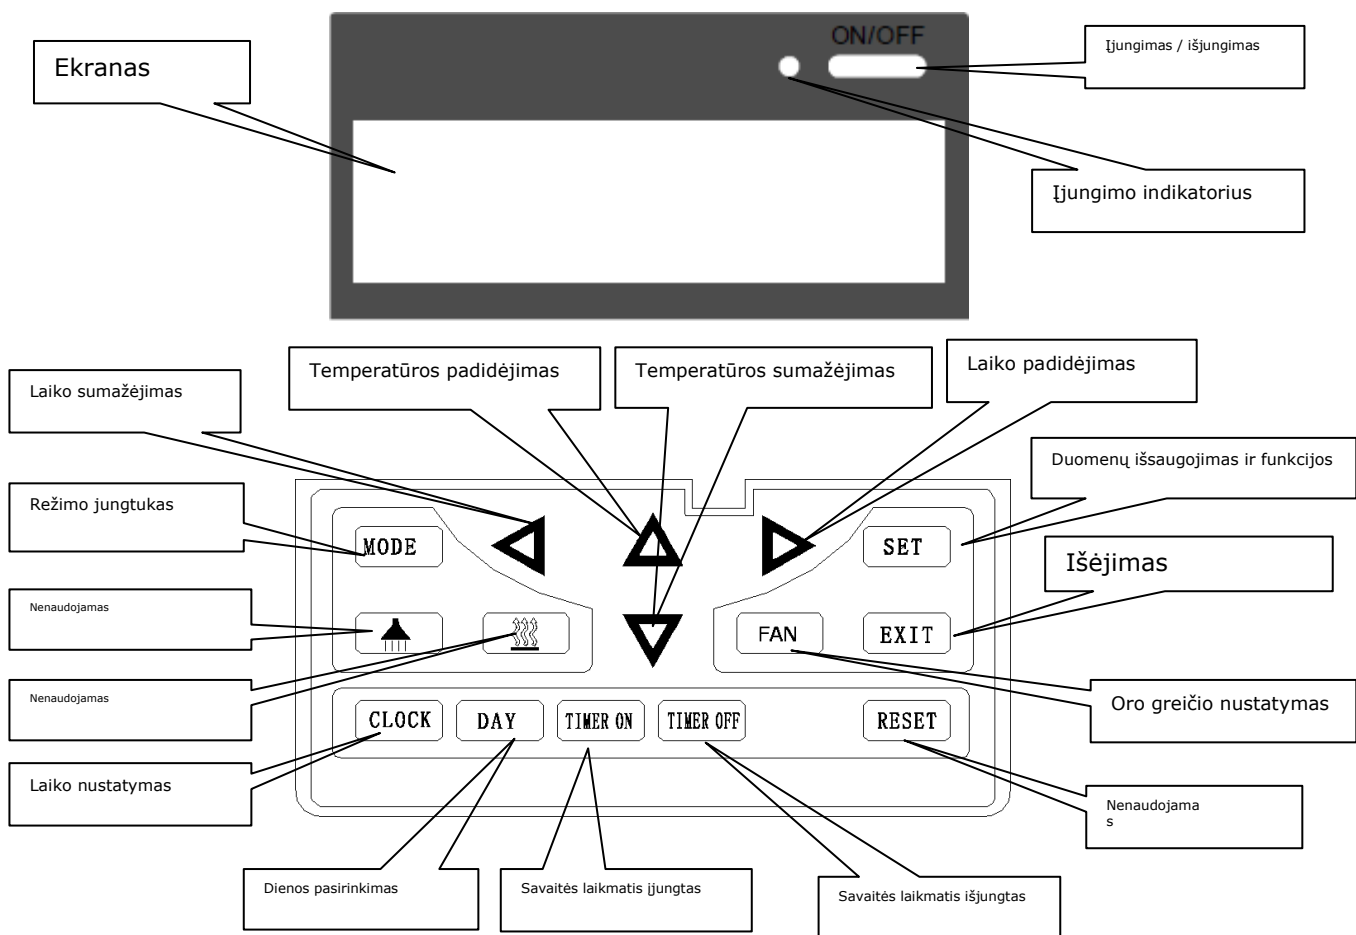 ON/OFF
Įjungimas / išjungimas
Ekranas
Įjungimo indikatorius
Temperatūros padidėjimas
Temperatūros sumažėjimas
Laiko padidėjimas
Laiko sumažėjimas
Duomenų išsaugojimas ir funkcijos
Režimo jungtukas
MODE
SET
Išėjimas
Nenaudojamas
FAN
EXIT
Nenaudojamas
Oro greičio nustatymas
CLOCK
DAY
TIMER ON
TIMER OFF
RESET
Laiko nustatymas
Nenaudojama
s
Dienos pasirinkimas
Savaitės laikmatis įjungtas
Savaitės laikmatis išjungtas